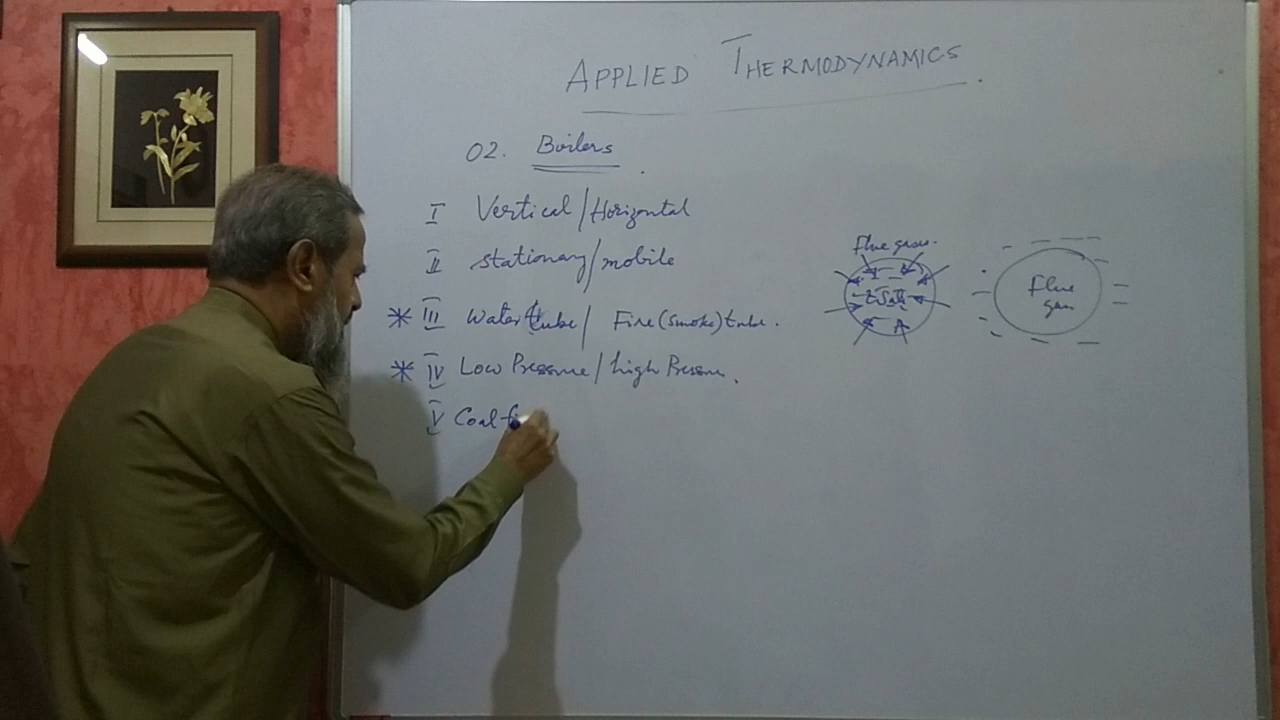 APPLIED THERMODYNAMICS.
02. Boilers.
I Vertical/Horizontal
II Stationary/mobile
* III Water tube/ Fire(Smoke) tube.
* IV Low Pressure/high Pressure.
V Coal f
Flue gases.
Flue
gas